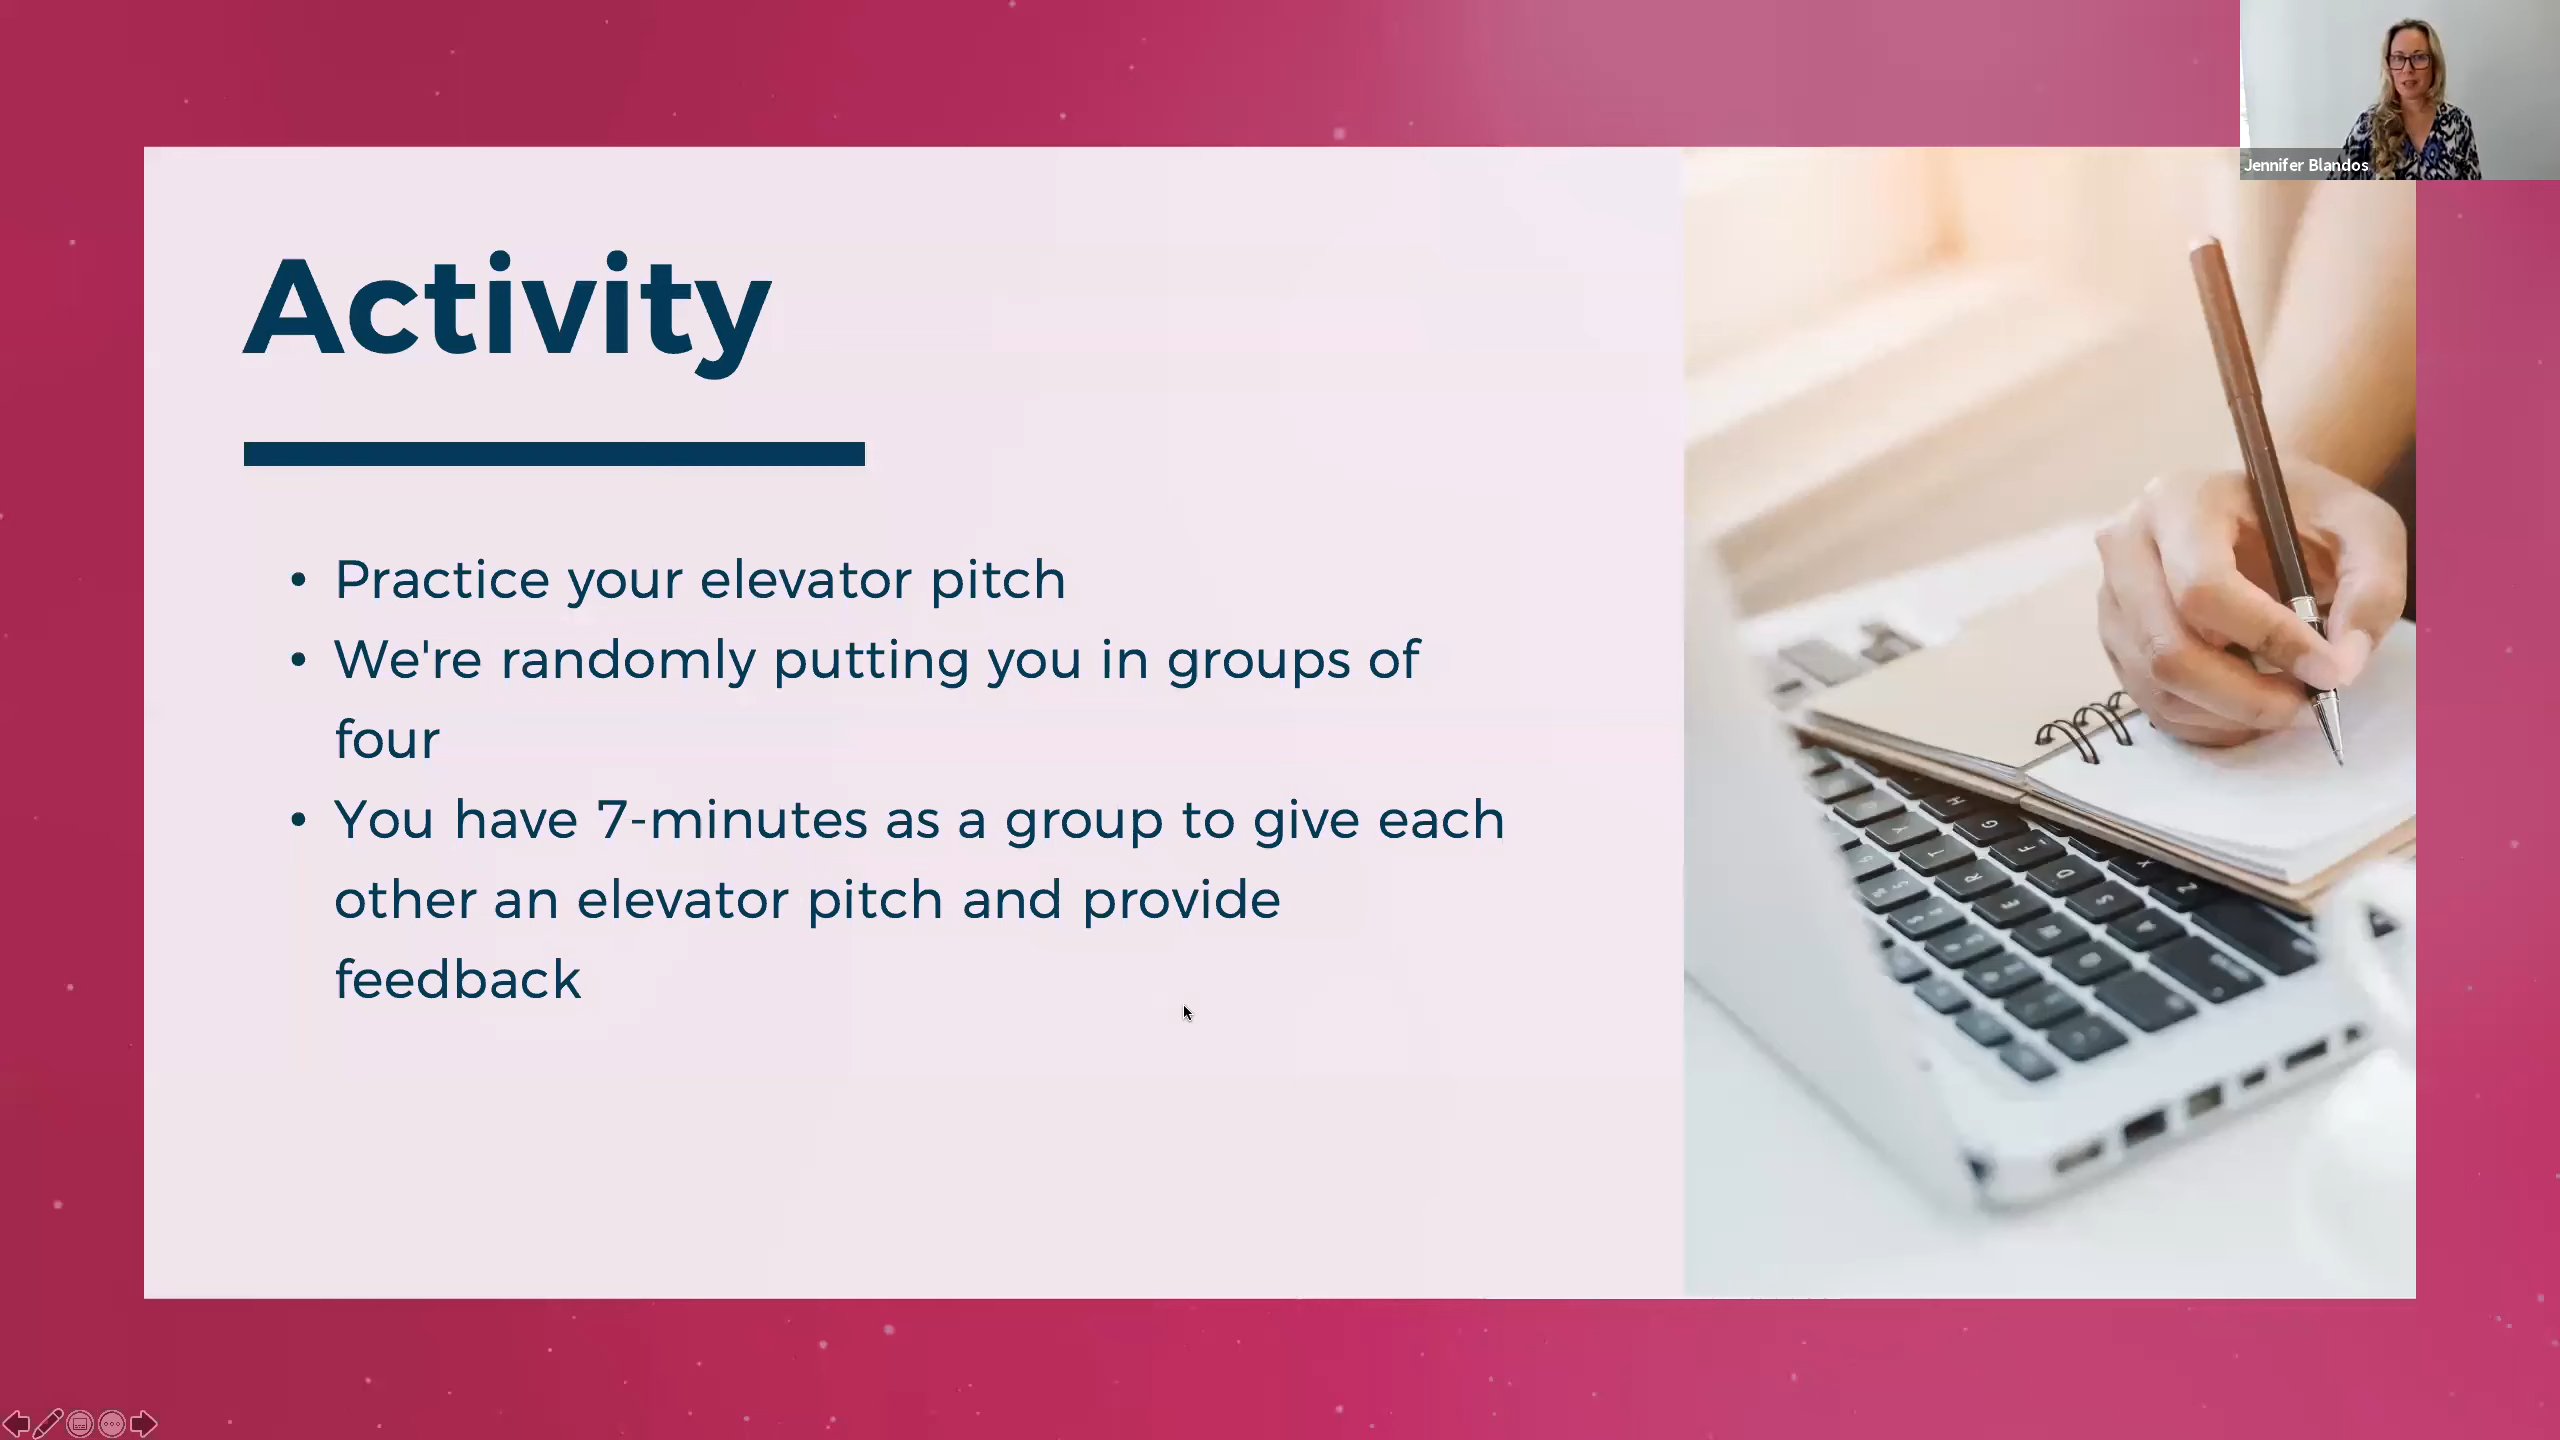 Jennifer Blandos
Activity
• Practice your elevator pitch
• We're randomly putting you in groups of
four
• You have 7-minutes as a group to give each
other an elevator pitch and provide
feedback